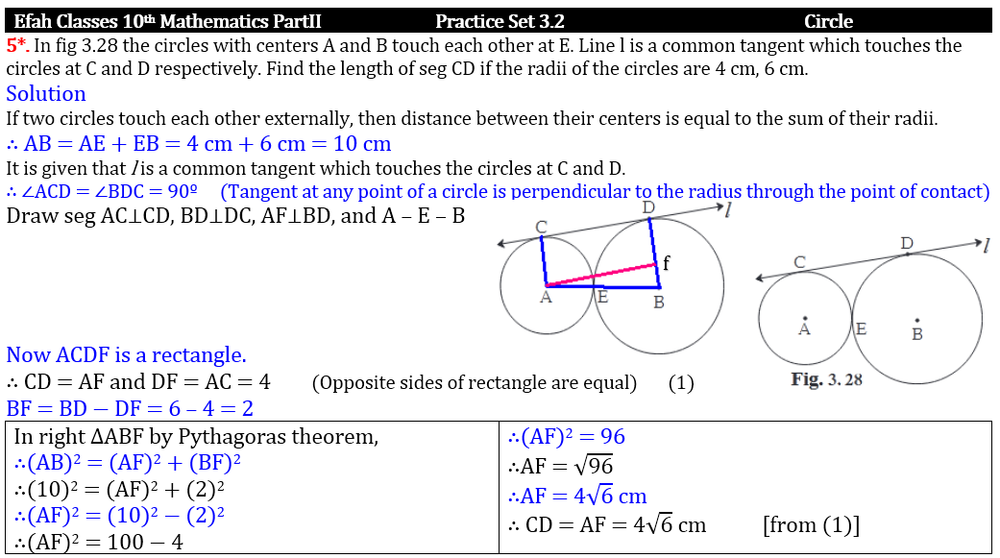 Efah Classes 10th Mathematics PartII Practice Set 3.2 Circle
5*. In fig 3.28 the circles with centers A and B touch each other at E. Line l is a common tangent which touches the
circles at C and D respectively. Find the length of seg CD if the radii of the circles are 4 cm, 6 cm.
Solution
If two circles touch each other externally, then distance between their centers is equal to the sum of their radii.
∴ AB = AE + EB = 4 cm + 6 cm = 10 cm
It is given that l is a common tangent which touches the circles at C and D.
∴ ∠ACD = ∠BDC = 90º (Tangent at any point of a circle is perpendicular to the radius through the point of contact)
Draw seg AC⊥CD, BD⊥DC, AF⊥BD, and A – E – B
D l
C
f
A E B
D l
C
A E B
Fig. 3. 28
Now ACDF is a rectangle.
∴ CD = AF and DF = AC = 4 (Opposite sides of rectangle are equal) (1)
BF = BD − DF = 6 – 4 = 2
In right ΔABF by Pythagoras theorem,
∴(AB)² = (AF)² + (BF)²
∴(10)² = (AF)² + (2)²
∴(AF)² = (10)² − (2)²
∴(AF)² = 100 − 4
∴(AF)² = 96
∴AF = √96
∴AF = 4√6 cm
∴ CD = AF = 4√6 cm [from (1)]